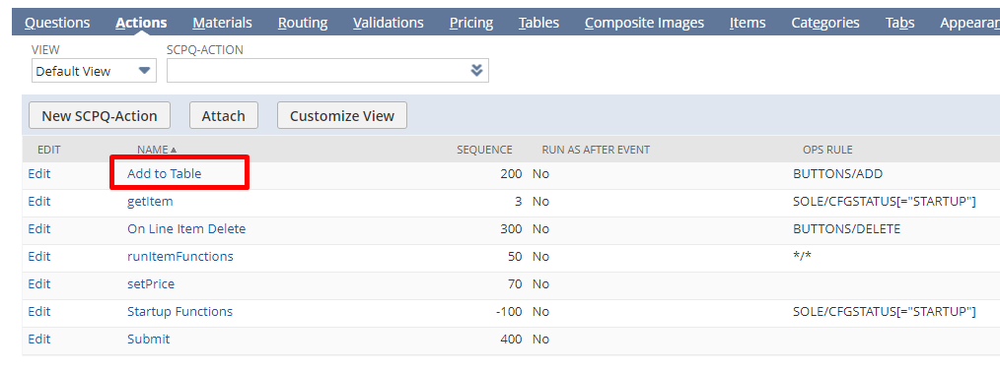 Questions Actions Materials Routing Validations Pricing Tables Composite Images Items Categories Tabs Appearan
VIEW SCPQ-ACTION
Default View
New SCPQ-Action Attach Customize View
EDIT NAME▲ SEQUENCE RUN AS AFTER EVENT OPS RULE
Edit Add to Table 200 No BUTTONS/ADD
Edit getItem 3 No SOLE/CFGSTATUS[="STARTUP"]
Edit On Line Item Delete 300 No BUTTONS/DELETE
Edit runItemFunctions 50 No */*
Edit setPrice 70 No
Edit Startup Functions -100 No SOLE/CFGSTATUS[="STARTUP"]
Edit Submit 400 No